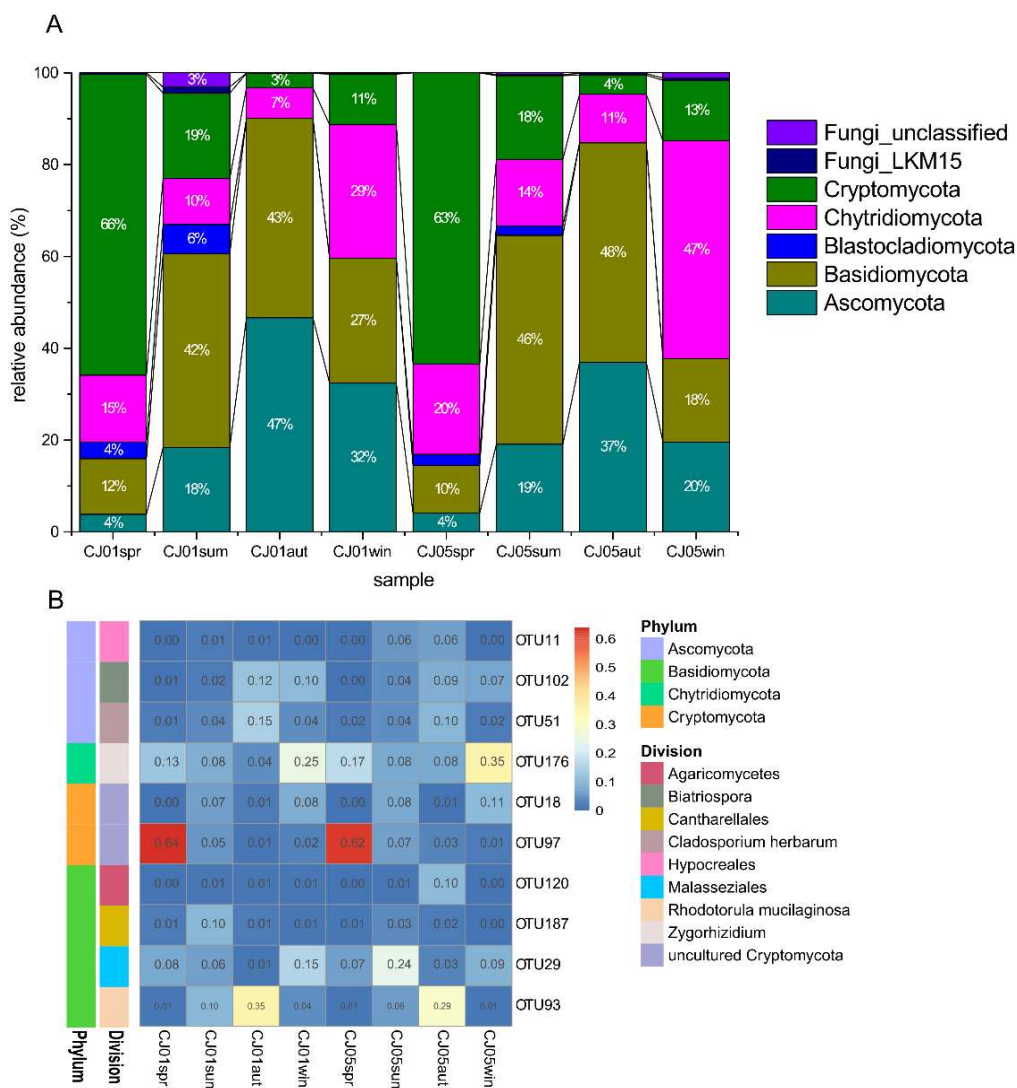 A
relative abundance (%)
100
80
60
40
20
0
66%
15%
4%
12%
4%
3%
19%
10%
6%
42%
18%
3%
7%
43%
47%
11%
29%
27%
32%
63%
20%
10%
4%
18%
14%
46%
19%
4%
11%
48%
37%
13%
47%
18%
20%
CJ01spr CJ01sum CJ01aut CJ01win CJ05spr CJ05sum CJ05aut CJ05win
sample
Fungi_unclassified
Fungi_LKM15
Cryptomycota
Chytridiomycota
Blastocladiomycota
Basidiomycota
Ascomycota
B
0.00 0.01 0.01 0.00 0.00 0.06 0.06 0.00 OTU11
0.01 0.02 0.12 0.10 0.00 0.04 0.09 0.07 OTU102
0.01 0.04 0.15 0.04 0.02 0.04 0.10 0.02 OTU51
0.13 0.08 0.04 0.25 0.17 0.08 0.08 0.35 OTU176
0.00 0.07 0.01 0.08 0.00 0.08 0.01 0.11 OTU18
0.64 0.05 0.01 0.02 0.62 0.07 0.03 0.01 OTU97
0.00 0.01 0.01 0.00 0.00 0.01 0.10 0.00 OTU120
0.01 0.10 0.00 0.00 0.01 0.03 0.02 0.00 OTU187
0.08 0.06 0.01 0.15 0.07 0.24 0.03 0.09 OTU29
0.01 0.10 0.35 0.04 0.01 0.06 0.29 0.01 OTU93
Phylum Division CJ01spr CJ01sun CJ01aut CJ01win CJ05spr CJ05sun CJ05aut CJ05win
0.6
0.5
0.4
0.3
0.2
0.1
0
Phylum
Ascomycota
Basidiomycota
Chytridiomycota
Cryptomycota
Division
Agaricomycetes
Biatriospora
Cantharellales
Cladosporium herbarum
Hypocreales
Malasseziales
Rhodotorula mucilaginosa
Zygorhizidium
uncultured Cryptomycota